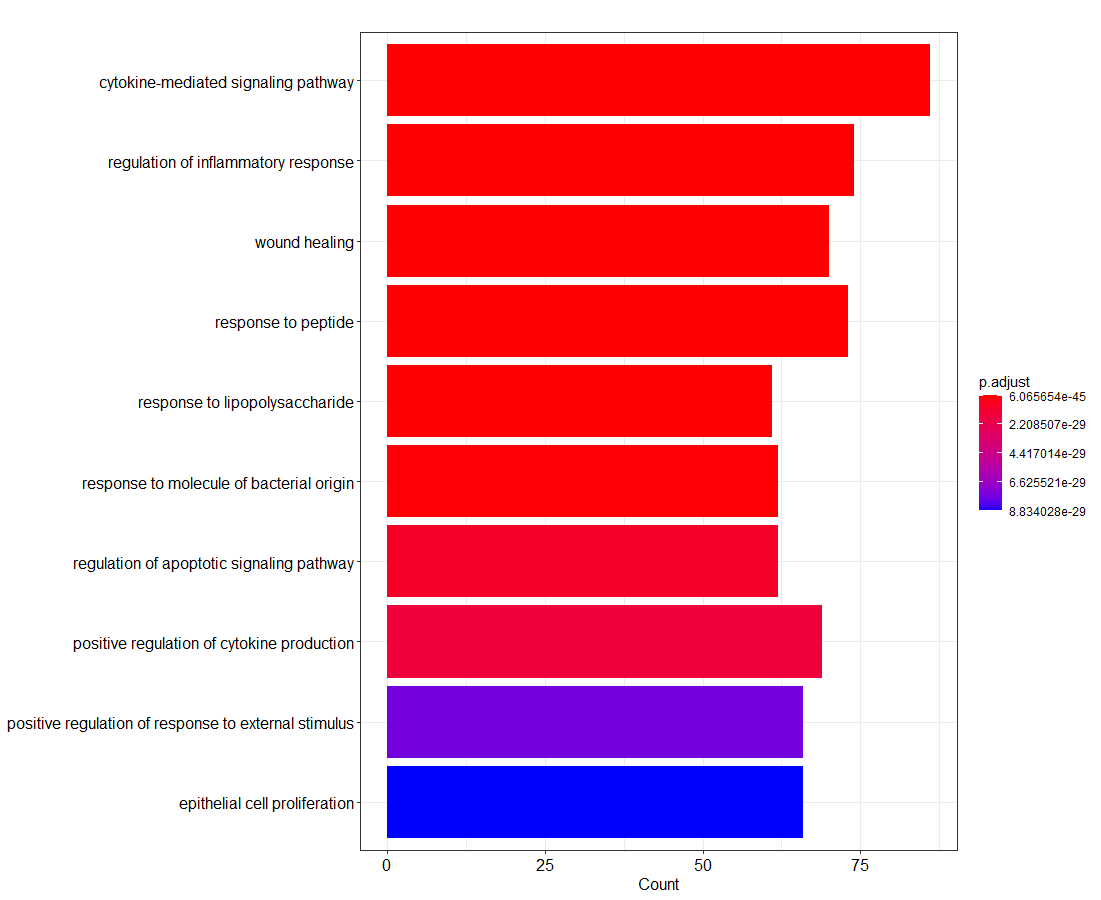 cytokine-mediated signaling pathway
regulation of inflammatory response
wound healing
response to peptide
response to lipopolysaccharide
response to molecule of bacterial origin
regulation of apoptotic signaling pathway
positive regulation of cytokine production
positive regulation of response to external stimulus
epithelial cell proliferation
0 25 50 75
Count
p.adjust
6.065654e-45
2.208507e-29
4.417014e-29
6.625521e-29
8.834028e-29